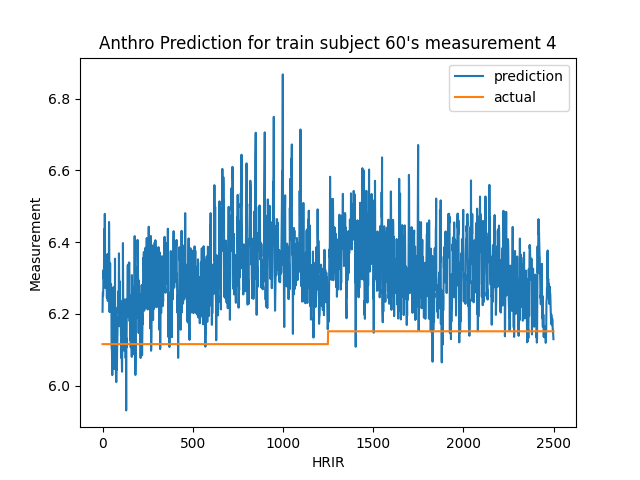 Anthro Prediction for train subject 60's measurement 4
prediction
actual
6.8
6.6
6.4
6.2
6.0
Measurement
0
500
1000
1500
2000
2500
HRIR